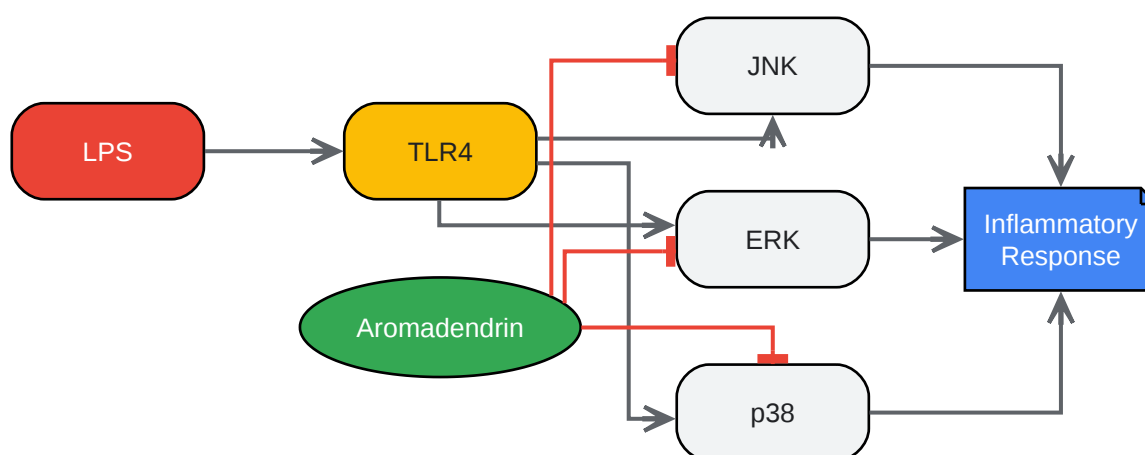 JNK
LPS
TLR4
ERK
Inflammatory
Response
Aromadendrin
p38